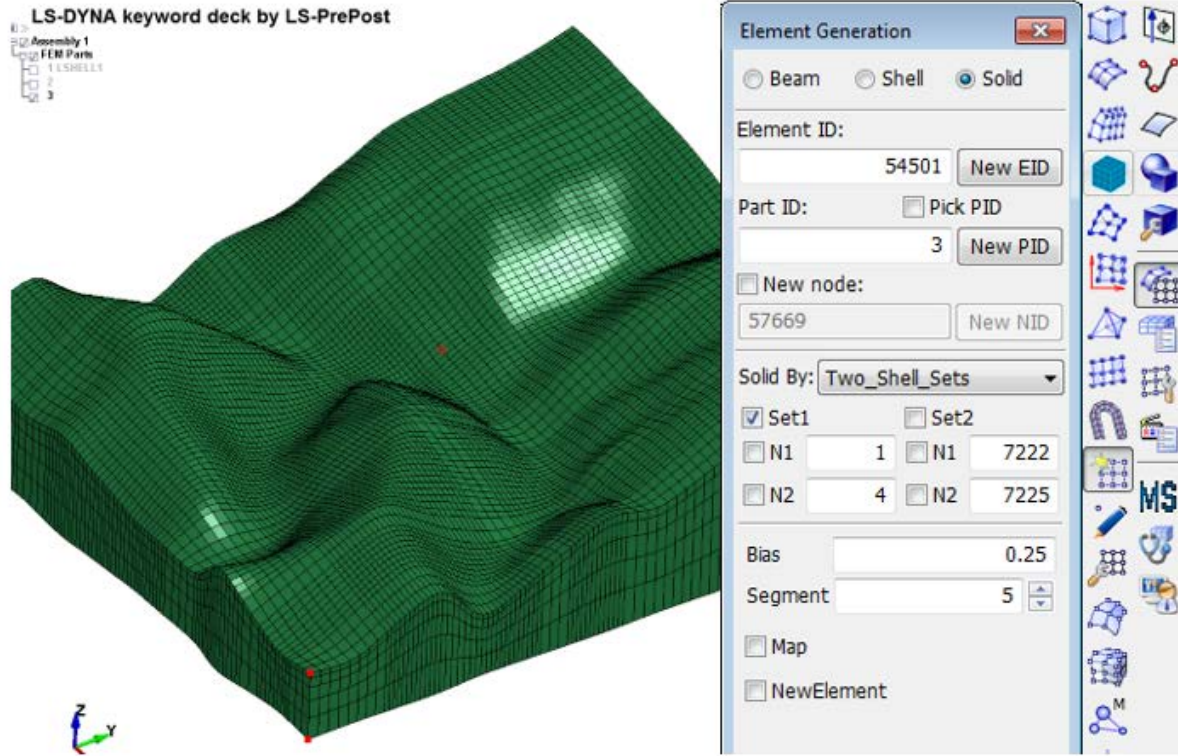 LS-DYNA keyword deck by LS-PrePost
Assembly 1
FEM Parts
1 LSHELL1
2
3
Z
Y
Element Generation
Beam Shell Solid
Element ID:
54501 New EID
Part ID: Pick PID
3 New PID
New node:
57669 New NID
Solid By: Two_Shell_Sets
Set1 Set2
N1 1 N1 7222
N2 4 N2 7225
Bias 0.25
Segment 5
Map
NewElement
MS
M